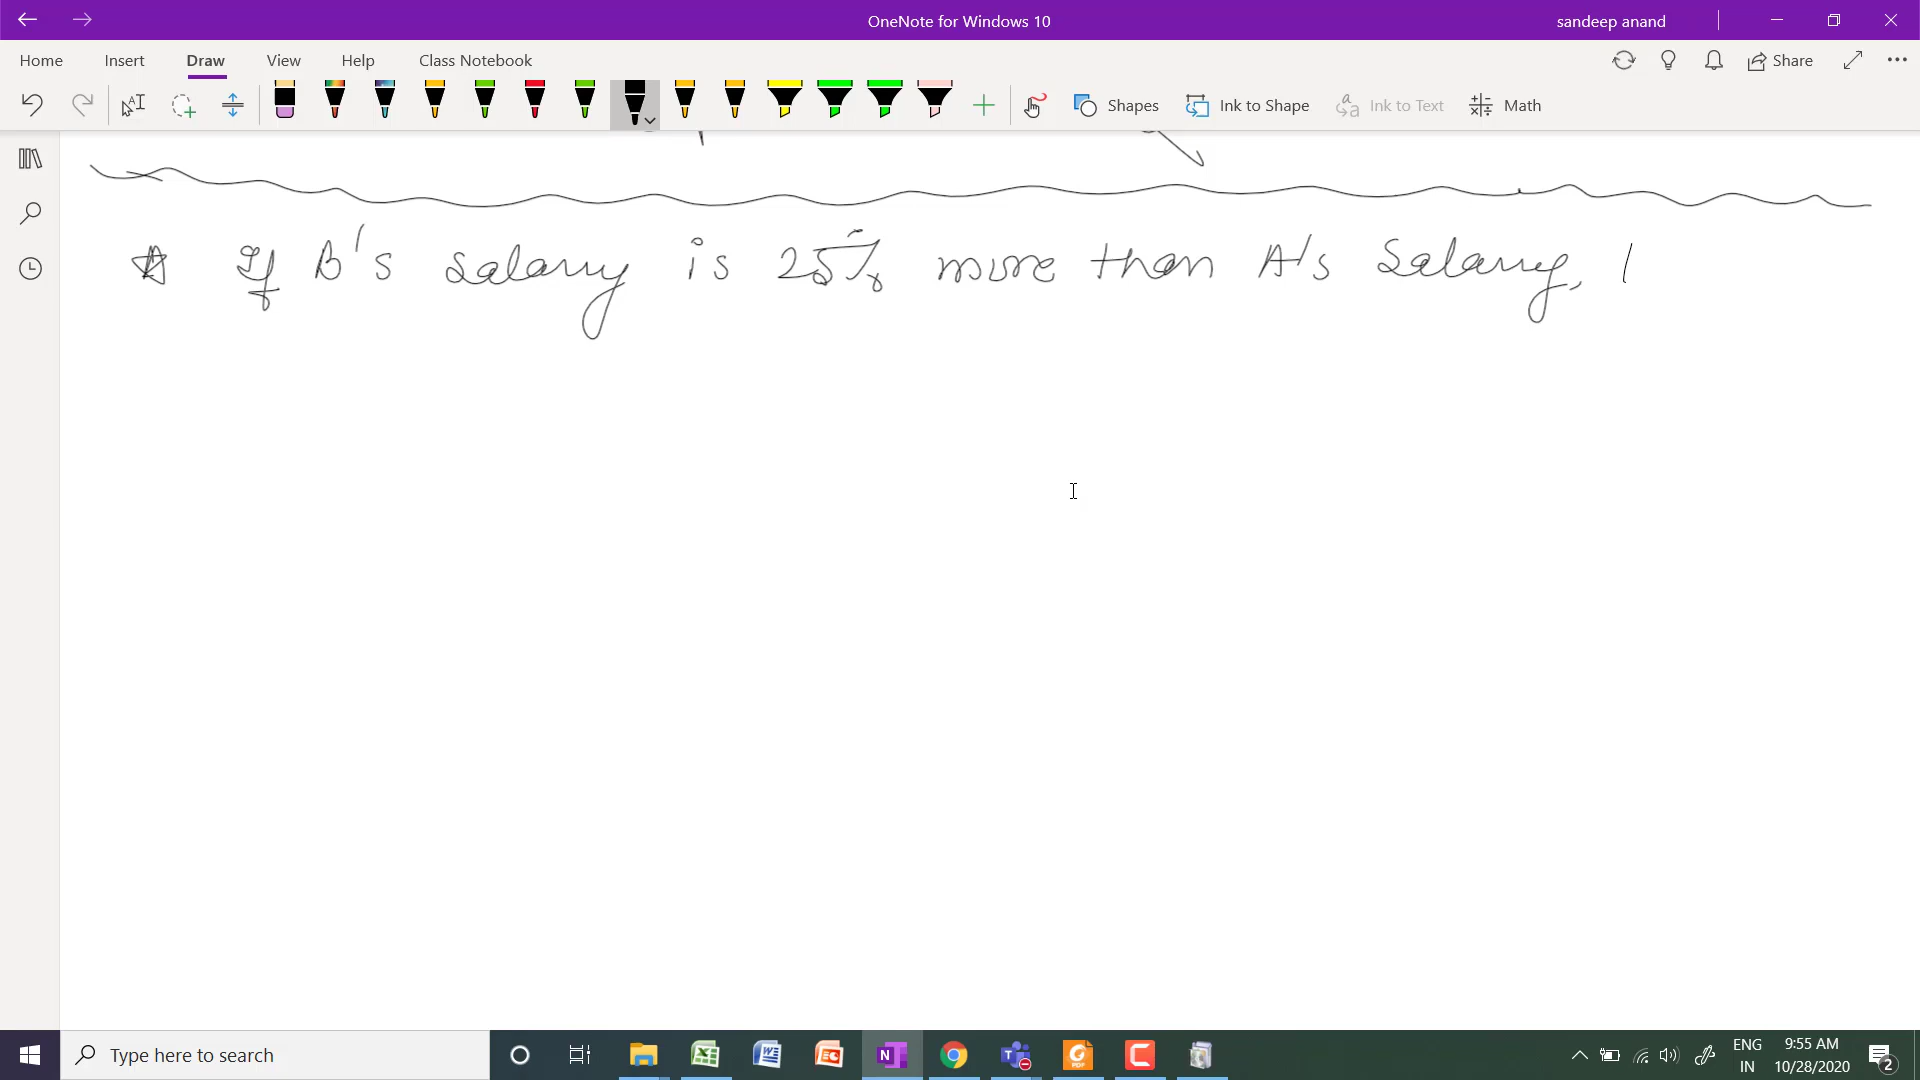 OneNote for Windows 10
sandeep anand
Home Insert Draw View Help Class Notebook
Share
Shapes Ink to Shape Ink to Text Math
If B's salary is 25% more than A's Salary,
Type here to search
ENG
IN
9:55 AM
10/28/2020
2